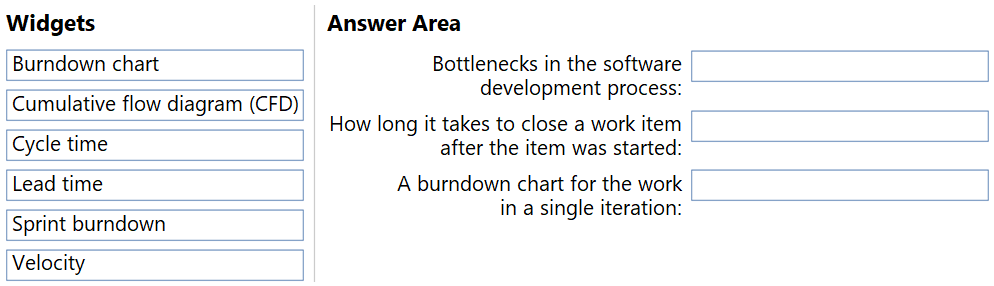 Widgets
Burndown chart
Cumulative flow diagram (CFD)
Cycle time
Lead time
Sprint burndown
Velocity
Answer Area
Bottlenecks in the software
development process:
How long it takes to close a work item
after the item was started:
A burndown chart for the work
in a single iteration: